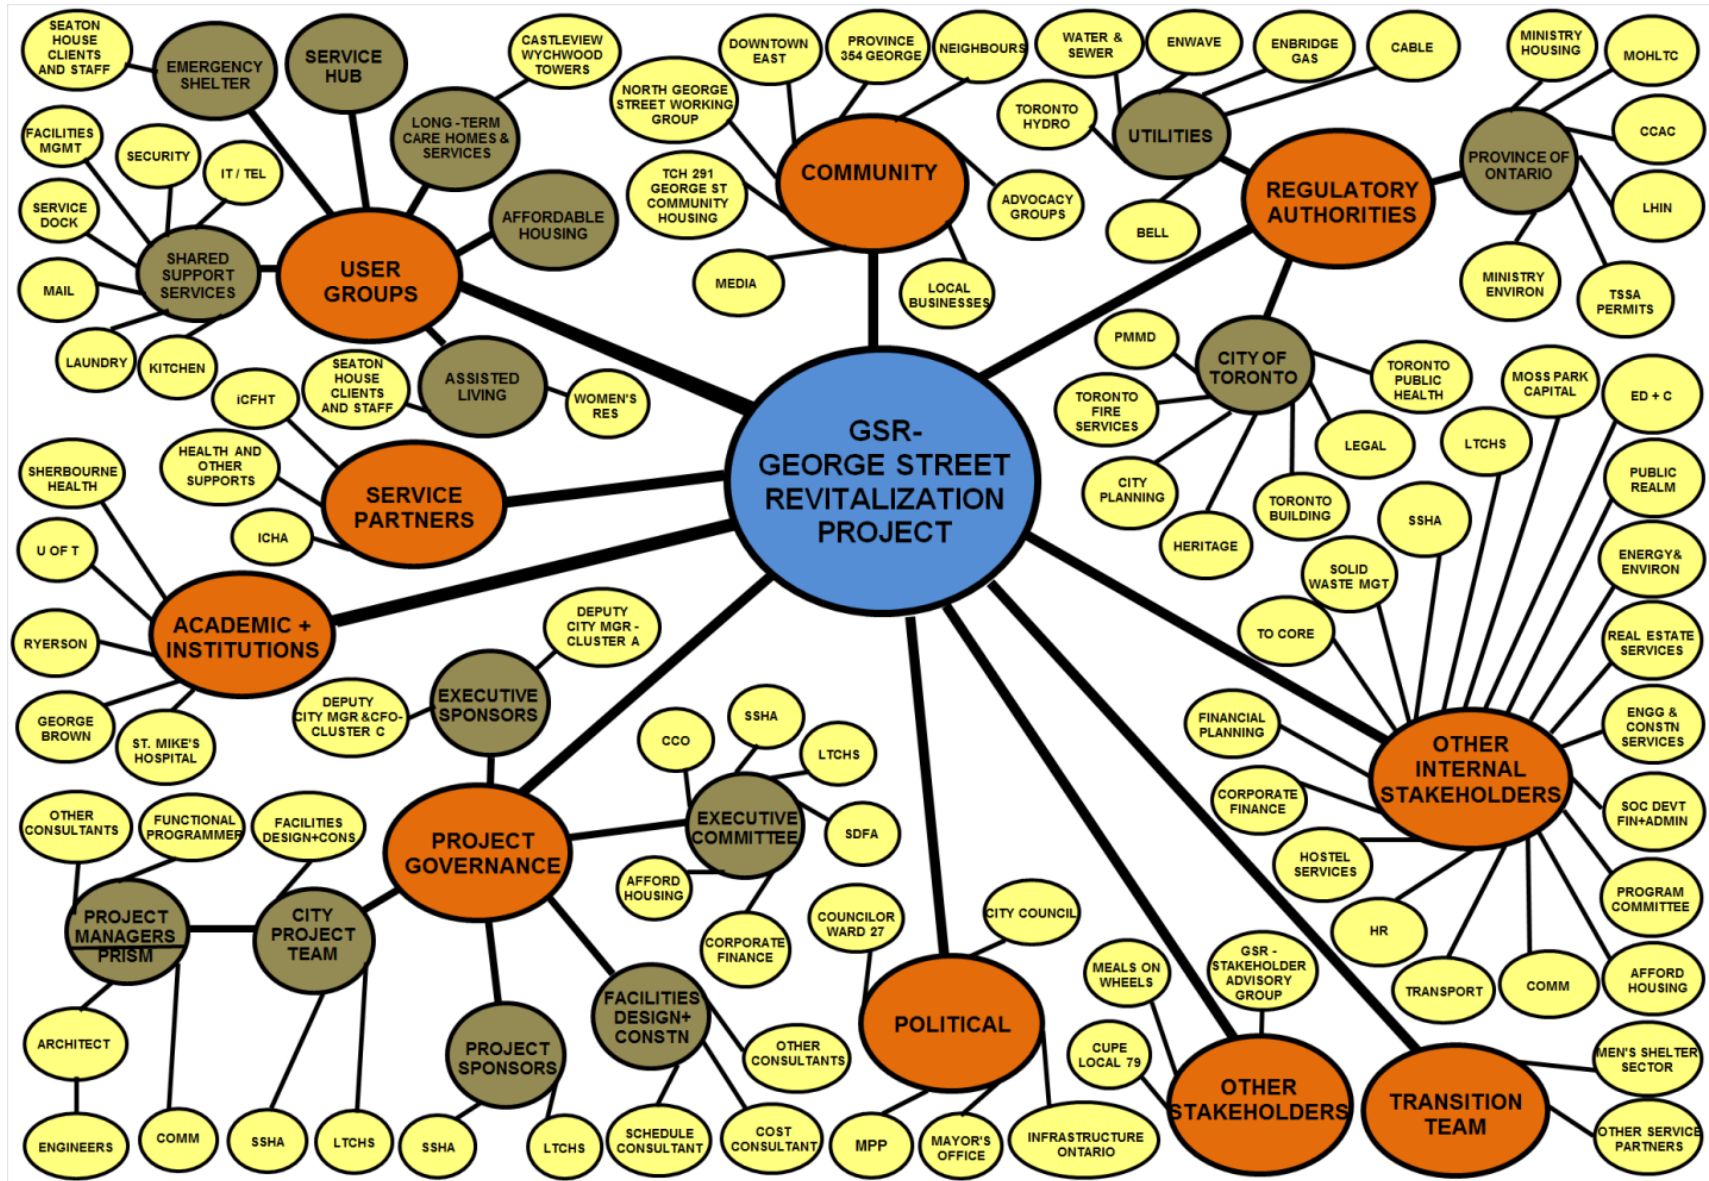 SEATON
HOUSE
CLIENTS
AND STAFF
EMERGENCY
SHELTER
SERVICE
HUB
CASTLEVIEW
WYCHWOOD
TOWERS
LONG -TERM
CARE HOMES &
SERVICES
AFFORDABLE
HOUSING
FACILITIES
MGMT
SECURITY
IT / TEL
SERVICE
DOCK
SHARED
SUPPORT
SERVICES
MAIL
LAUNDRY
KITCHEN
USER
GROUPS
SEATON
HOUSE
CLIENTS
AND STAFF
ASSISTED
LIVING
WOMEN'S
RES
DOWNTOWN
EAST
PROVINCE
354 GEORGE
NEIGHBOURS
NORTH GEORGE
STREET WORKING
GROUP
TCH 291
GEORGE ST
COMMUNITY
HOUSING
COMMUNITY
ADVOCACY
GROUPS
MEDIA
LOCAL
BUSINESSES
WATER &
SEWER
ENWAVE
ENBRIDGE
GAS
CABLE
TORONTO
HYDRO
UTILITIES
BELL
REGULATORY
AUTHORITIES
MINISTRY
HOUSING
MOHLTC
CCAC
PROVINCE OF
ONTARIO
LHIN
MINISTRY
ENVIRON
TSSA
PERMITS
PMMD
CITY OF
TORONTO
TORONTO
PUBLIC
HEALTH
TORONTO
FIRE
SERVICES
LEGAL
CITY
PLANNING
TORONTO
BUILDING
HERITAGE
GSR-
GEORGE STREET
REVITALIZATION
PROJECT
iCFHT
HEALTH AND
OTHER
SUPPORTS
ICHA
SERVICE
PARTNERS
SHERBOURNE
HEALTH
U OF T
RYERSON
GEORGE
BROWN
ST. MIKE'S
HOSPITAL
ACADEMIC +
INSTITUTIONS
DEPUTY
CITY MGR -
CLUSTER A
EXECUTIVE
SPONSORS
DEPUTY
CITY MGR &CFO-
CLUSTER C
PROJECT
GOVERNANCE
CCO
SSHA
LTCHS
EXECUTIVE
COMMITTEE
SDFA
AFFORD
HOUSING
CORPORATE
FINANCE
OTHER
CONSULTANTS
FUNCTIONAL
PROGRAMMER
FACILITIES
DESIGN+CONS
PROJECT
MANAGERS
PRISM
CITY
PROJECT
TEAM
ARCHITECT
ENGINEERS
COMM
SSHA
LTCHS
PROJECT
SPONSORS
SSHA
LTCHS
FACILITIES
DESIGN+
CONSTN
OTHER
CONSULTANTS
SCHEDULE
CONSULTANT
COST
CONSULTANT
COUNCILOR
WARD 27
CITY COUNCIL
POLITICAL
MPP
MAYOR'S
OFFICE
INFRASTRUCTURE
ONTARIO
MEALS ON
WHEELS
GSR -
STAKEHOLDER
ADVISORY
GROUP
CUPE
LOCAL 79
OTHER
STAKEHOLDERS
TRANSITION
TEAM
MEN'S SHELTER
SECTOR
OTHER SERVICE
PARTNERS
MOSS PARK
CAPITAL
ED + C
LTCHS
PUBLIC
REALM
SSHA
ENERGY&
ENVIRON
SOLID
WASTE MGT
TO CORE
REAL ESTATE
SERVICES
FINANCIAL
PLANNING
ENGG &
CONSTN
SERVICES
OTHER
INTERNAL
STAKEHOLDERS
CORPORATE
FINANCE
SOC DEVT
FIN+ADMIN
HOSTEL
SERVICES
PROGRAM
COMMITTEE
HR
TRANSPORT
COMM
AFFORD
HOUSING